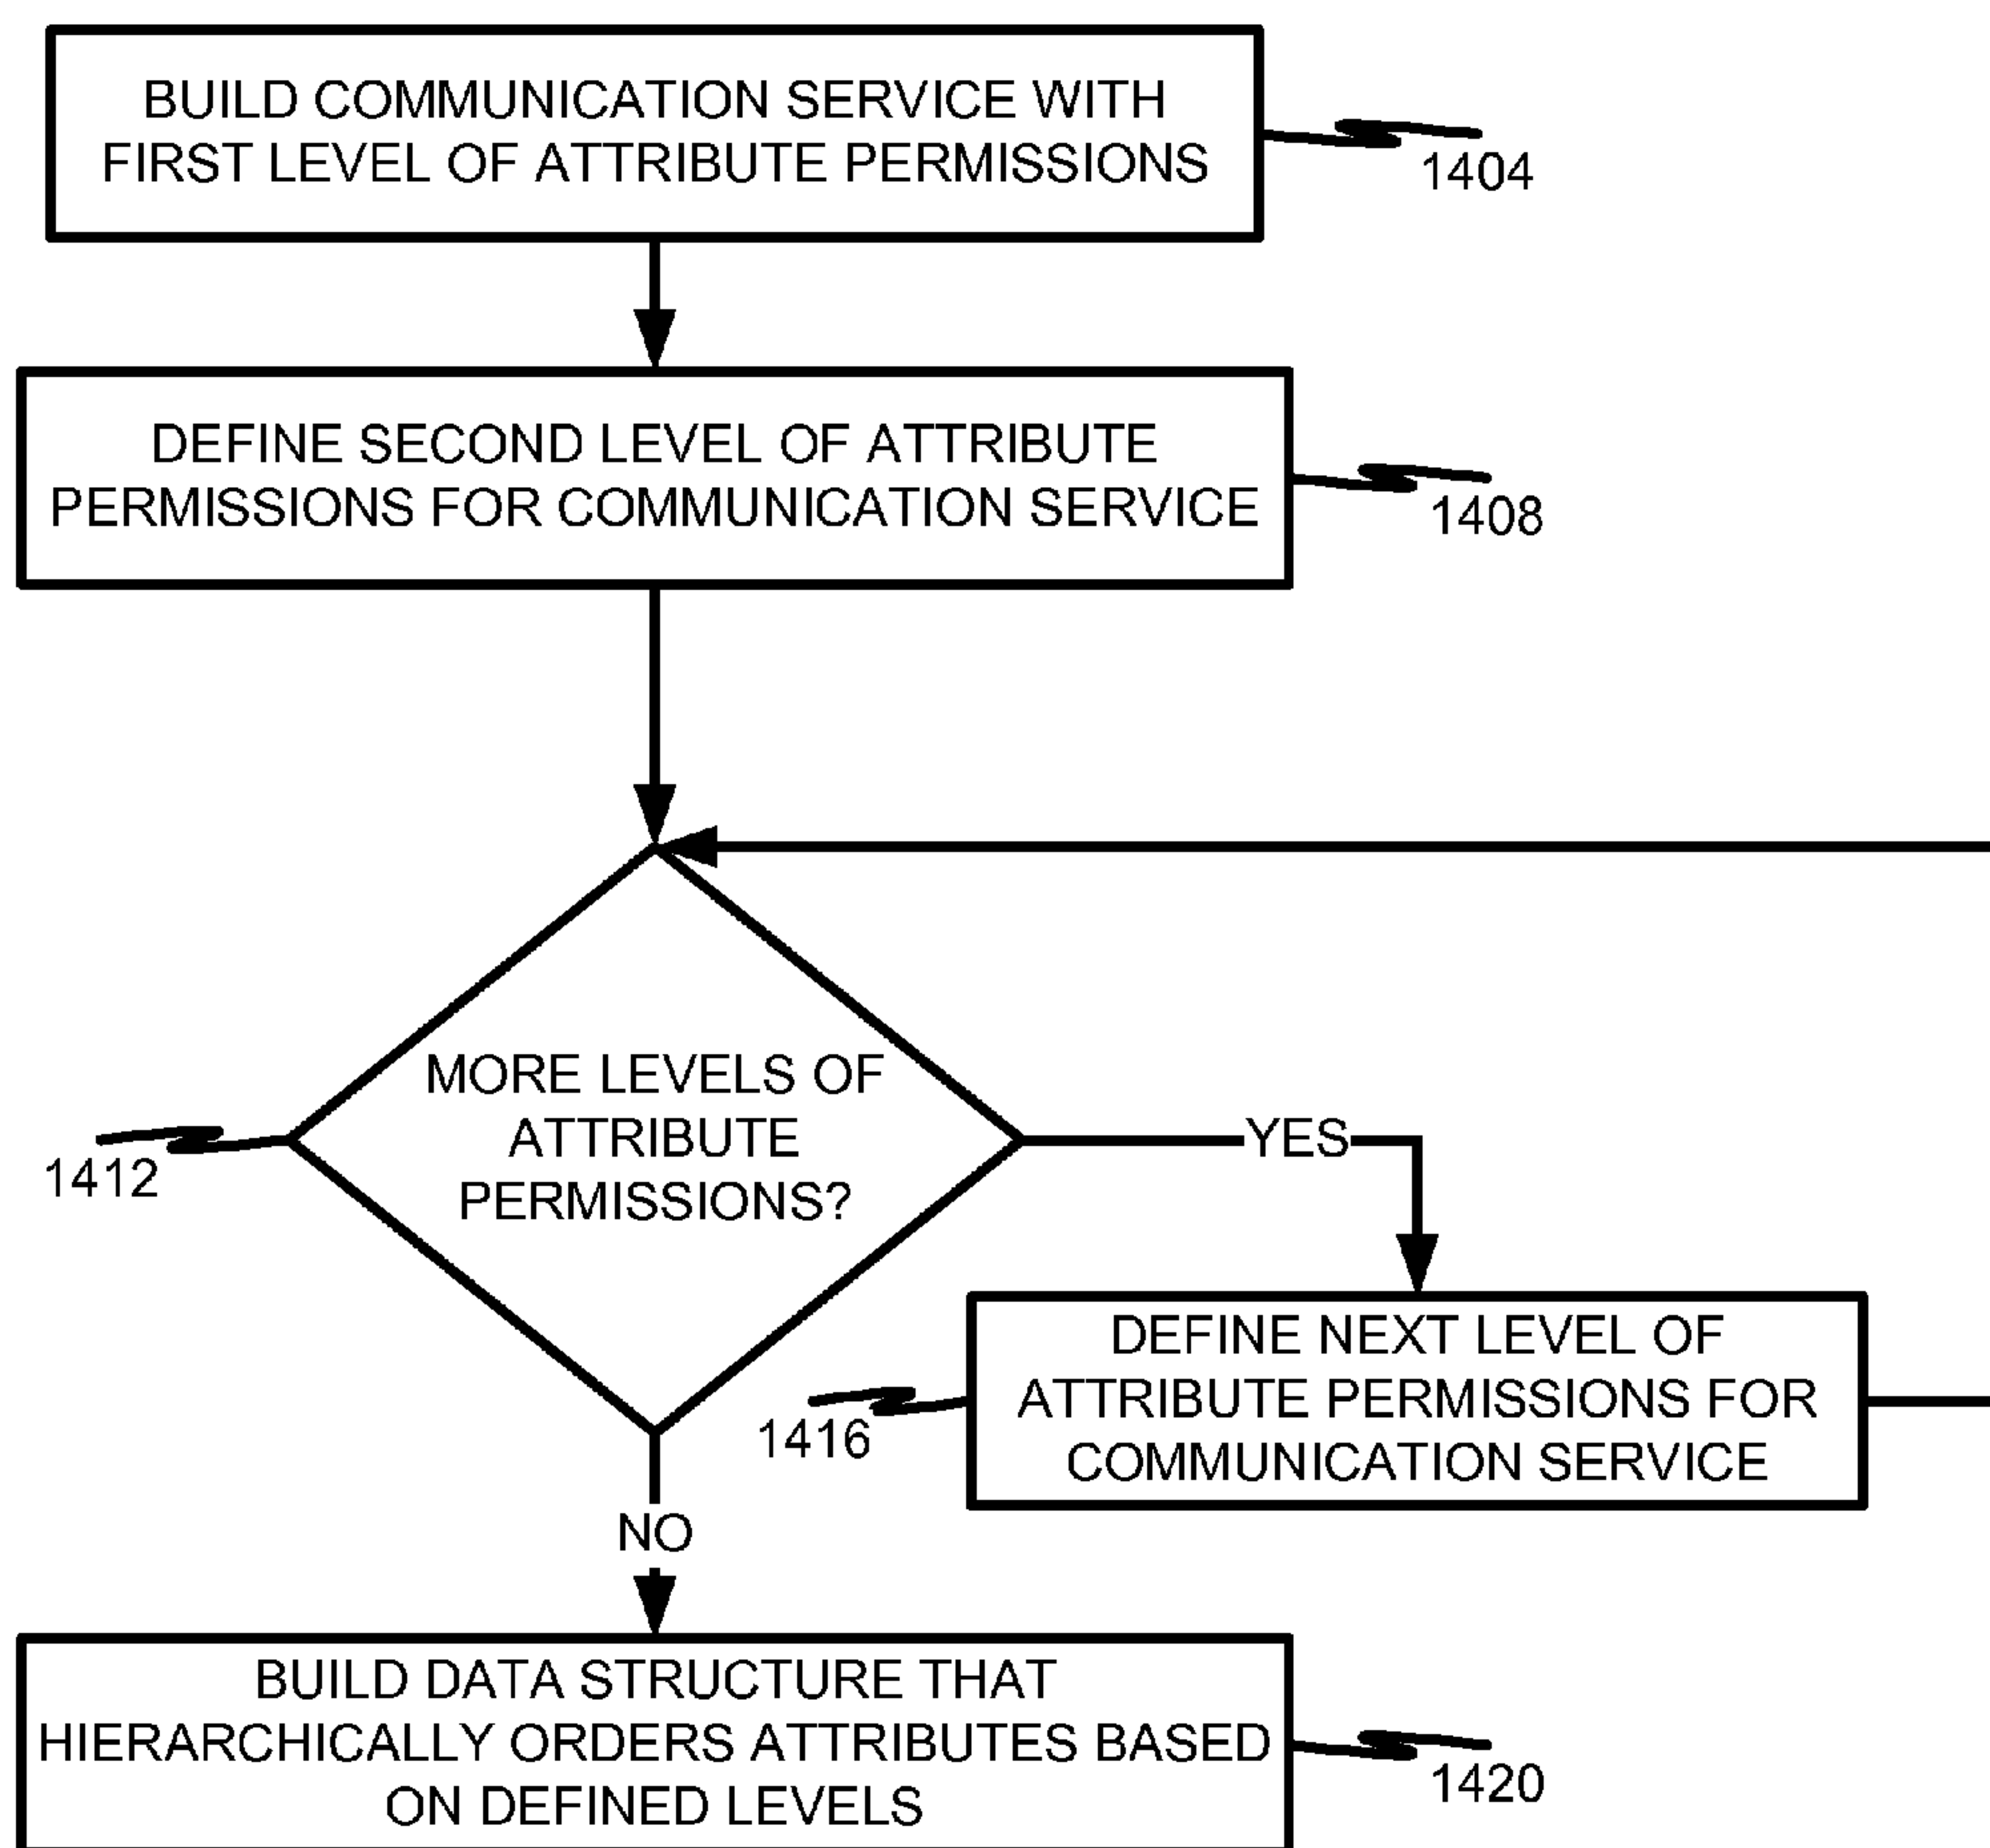 BUILD COMMUNICATION SERVICE WITH
FIRST LEVEL OF ATTRIBUTE PERMISSIONS
1404
DEFINE SECOND LEVEL OF ATTRIBUTE
PERMISSIONS FOR COMMUNICATION SERVICE
1408
MORE LEVELS OF
ATTRIBUTE
PERMISSIONS?
1412
YES
DEFINE NEXT LEVEL OF
ATTRIBUTE PERMISSIONS FOR
COMMUNICATION SERVICE
1416
NO
BUILD DATA STRUCTURE THAT
HIERARCHICALLY ORDERS ATTRIBUTES BASED
ON DEFINED LEVELS
1420